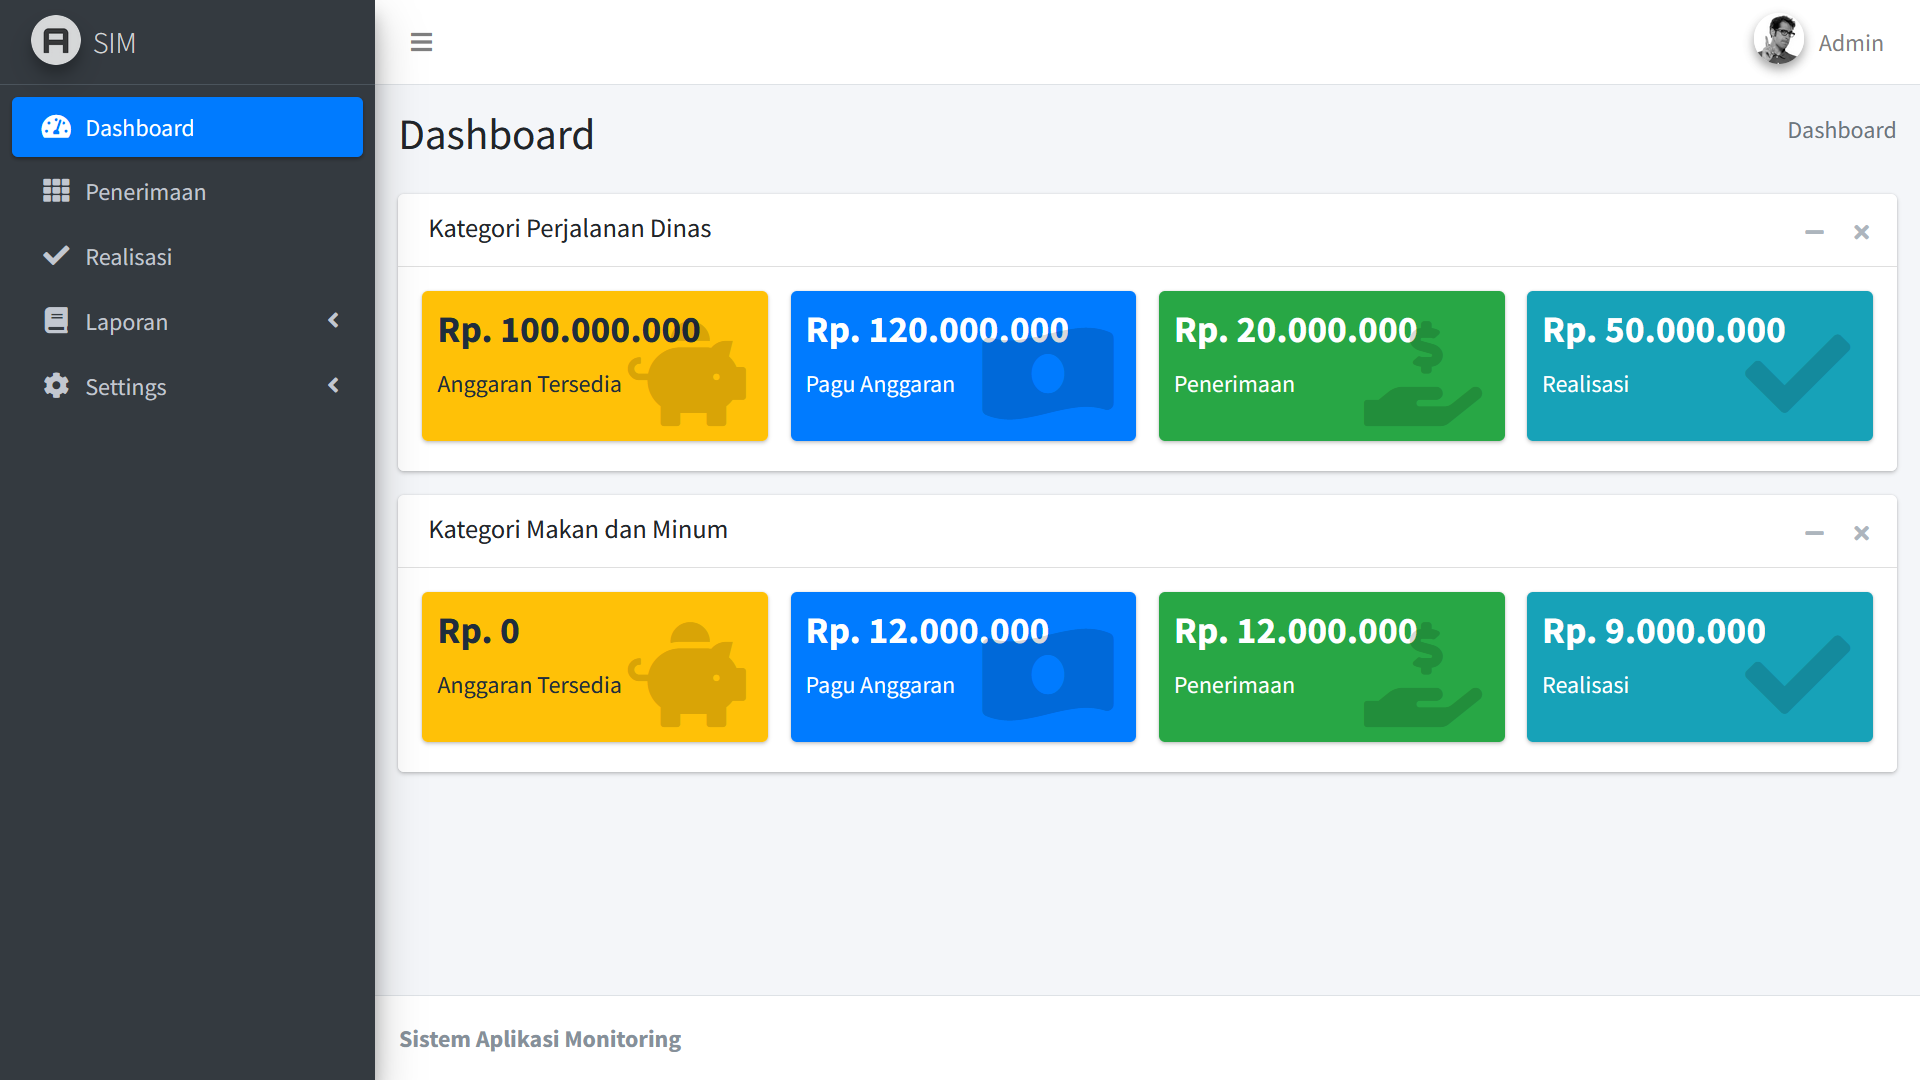 SIM
Admin
Dashboard
Penerimaan
Realisasi
Laporan
Settings
Dashboard
Dashboard
Kategori Perjalanan Dinas
Rp. 100.000.000
Anggaran Tersedia
Rp. 120.000.000
Pagu Anggaran
Rp. 20.000.000
Penerimaan
Rp. 50.000.000
Realisasi
Kategori Makan dan Minum
Rp. 0
Anggaran Tersedia
Rp. 12.000.000
Pagu Anggaran
Rp. 12.000.000
Penerimaan
Rp. 9.000.000
Realisasi
Sistem Aplikasi Monitoring